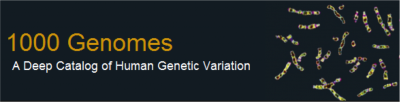 1000 Genomes
A Deep Catalog of Human Genetic Variation